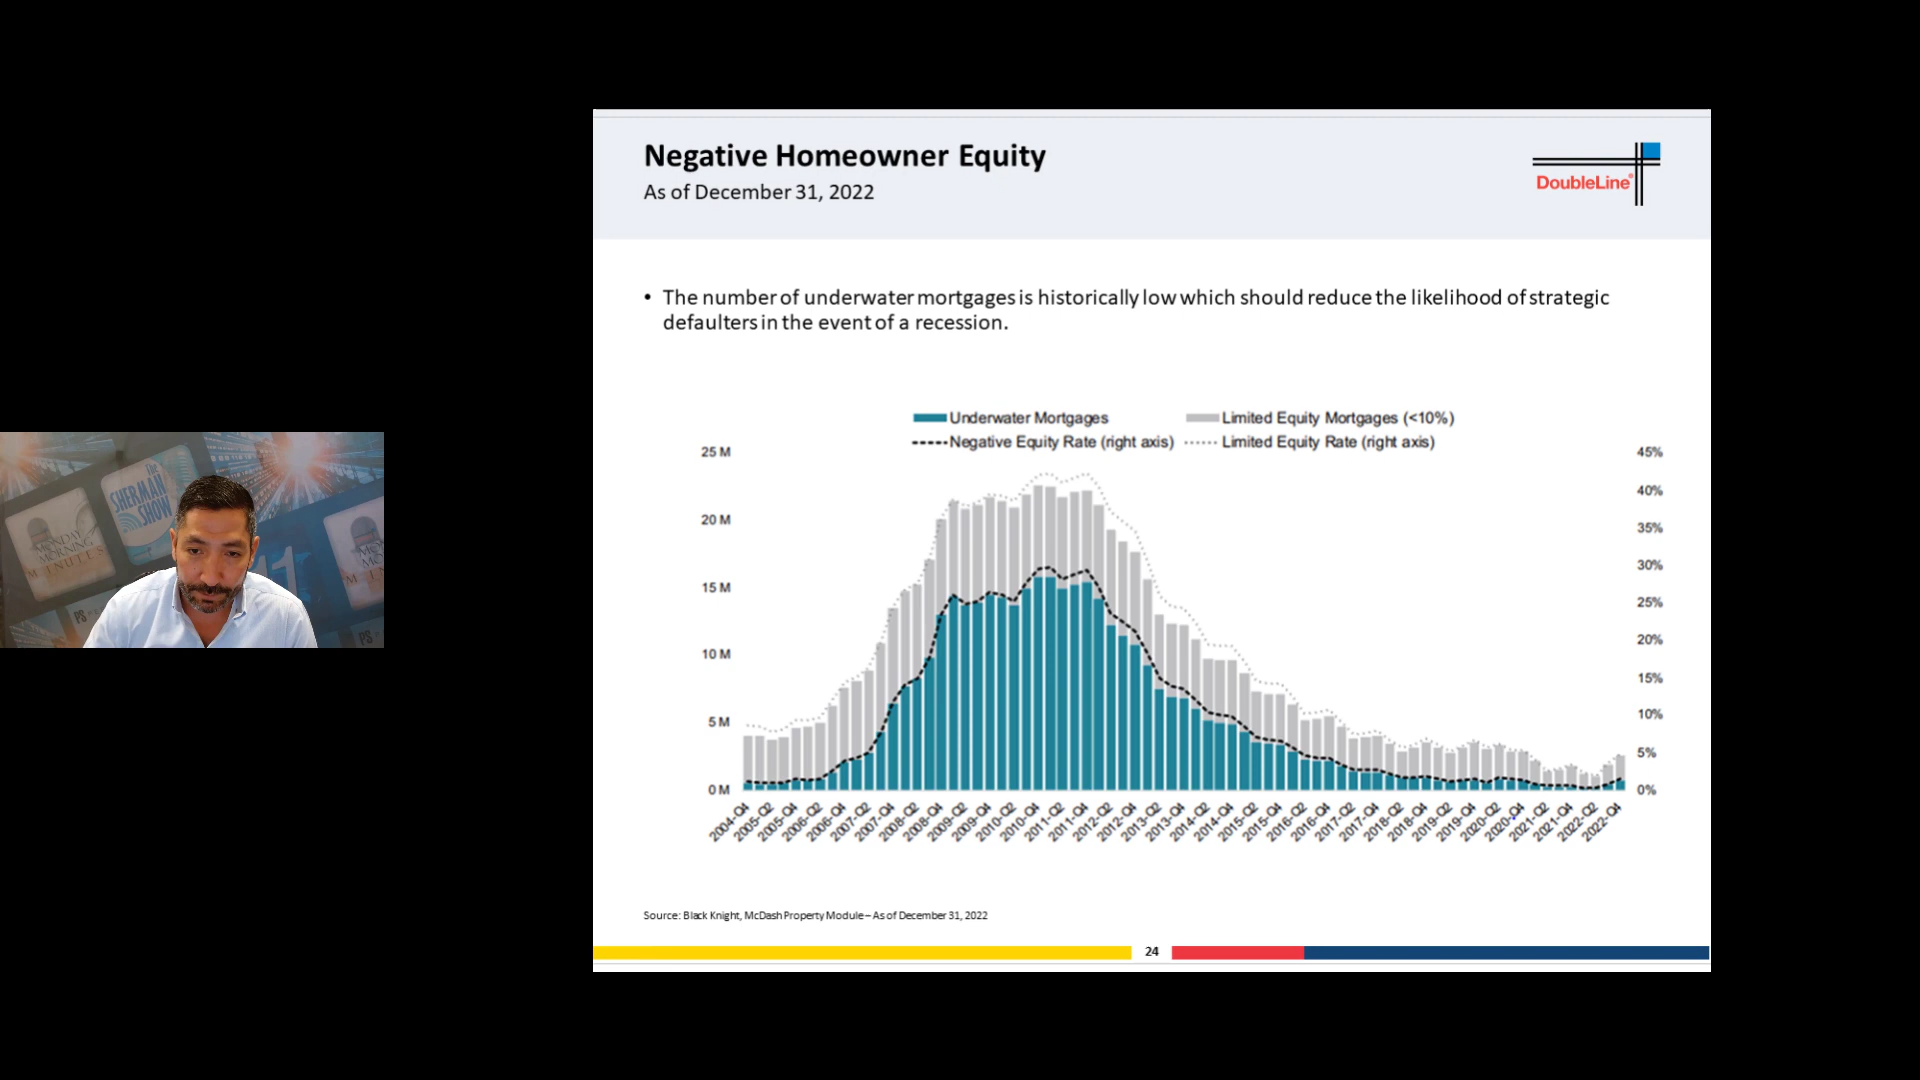 Negative Homeowner Equity
As of December 31, 2022
DoubleLine®
• The number of underwater mortgages is historically low which should reduce the likelihood of strategic
defaulters in the event of a recession.
Underwater Mortgages
Limited Equity Mortgages (<10%)
Negative Equity Rate (right axis)
Limited Equity Rate (right axis)
25 M
20 M
15 M
10 M
5 M
0 M
45%
40%
35%
30%
25%
20%
15%
10%
5%
0%
2004-Q4
2005-Q2
2005-Q4
2006-Q2
2006-Q4
2007-Q2
2007-Q4
2008-Q2
2008-Q4
2009-Q2
2009-Q4
2010-Q2
2010-Q4
2011-Q2
2011-Q4
2012-Q2
2012-Q4
2013-Q2
2013-Q4
2014-Q2
2014-Q4
2015-Q2
2015-Q4
2016-Q2
2016-Q4
2017-Q2
2017-Q4
2018-Q2
2018-Q4
2019-Q2
2019-Q4
2020-Q2
2020-Q4
2021-Q2
2021-Q4
2022-Q2
2022-Q4
Source: Black Knight, McDash Property Module – As of December 31, 2022
24
The
SHERMAN
SHOW
MONDAY
MORNING
MINUTES
11